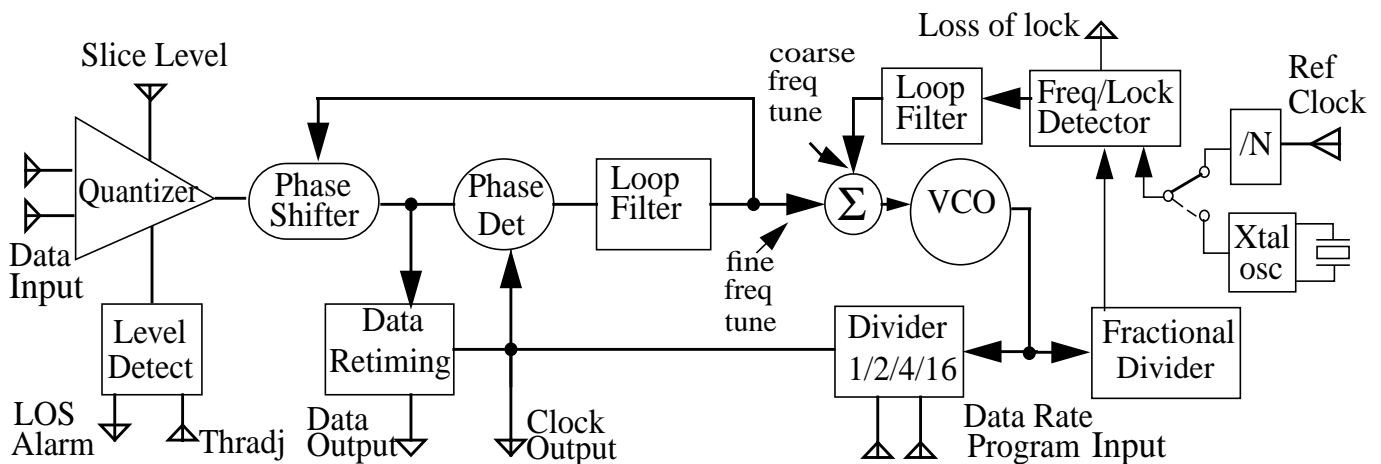 Slice Level
Quantizer
Data
Input
Level
Detect
LOS
Alarm
Thradj
Phase
Shifter
Data
Retiming
Data
Output
Phase
Det
Clock
Output
Loop
Filter
coarse
freq
tune
fine
freq
tune
Σ
VCO
Loop
Filter
Loss of lock
Freq/Lock
Detector
Ref
Clock
/N
Xtal
osc
Divider
1/2/4/16
Fractional
Divider
Data Rate
Program Input